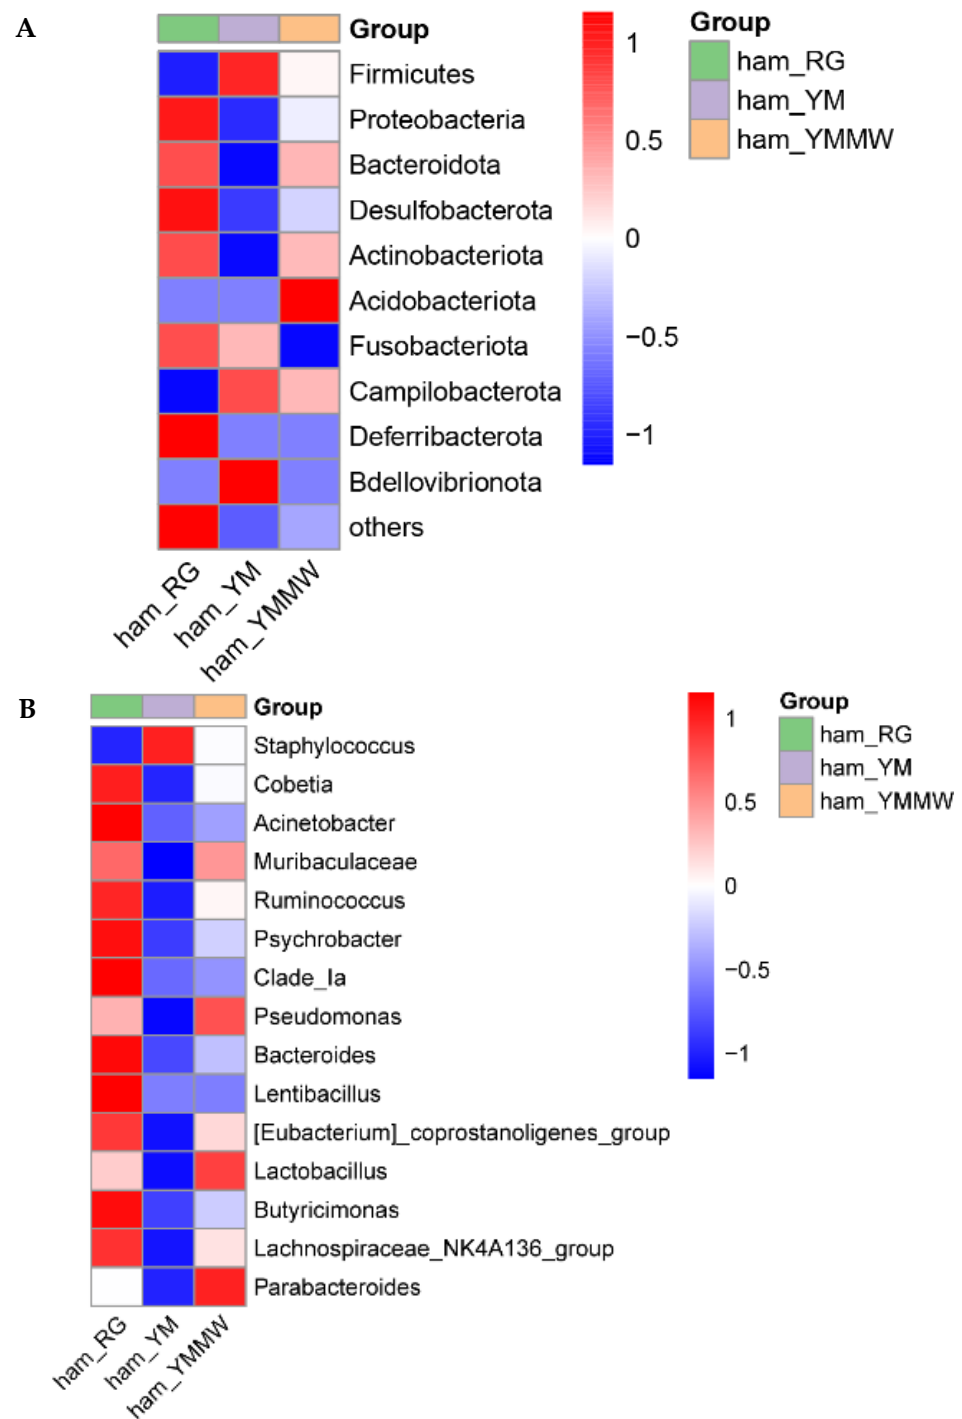 A
Group
Firmicutes
Proteobacteria
Bacteroidota
Desulfobacterota
Actinobacteriota
Acidobacteriota
Fusobacteriota
Campilobacterota
Deferribacterota
Bdellovibrionota
others
ham_RG
ham_YM
ham_YMMW
1
0.5
0
−0.5
−1
Group
ham_RG
ham_YM
ham_YMMW
B
Group
Staphylococcus
Cobetia
Acinetobacter
Muribaculaceae
Ruminococcus
Psychrobacter
Clade_Ia
Pseudomonas
Bacteroides
Lentibacillus
[Eubacterium]_coprostanoligenes_group
Lactobacillus
Butyricimonas
Lachnospiraceae_NK4A136_group
Parabacteroides
ham_RG
ham_YM
ham_YMMW
1
0.5
0
−0.5
−1
Group
ham_RG
ham_YM
ham_YMMW